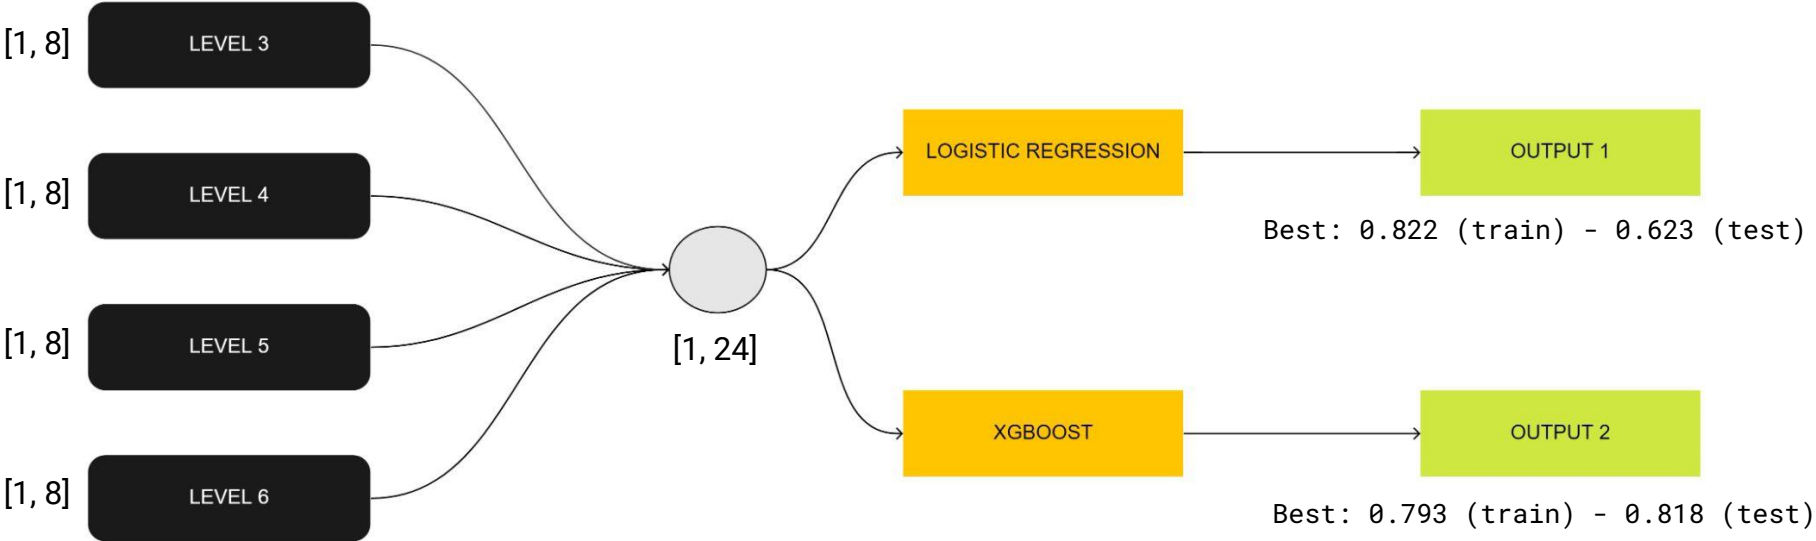 [1, 8]
LEVEL 3
[1, 8]
LEVEL 4
[1, 8]
LEVEL 5
[1, 8]
LEVEL 6
[1, 24]
LOGISTIC REGRESSION
OUTPUT 1
Best: 0.822 (train) - 0.623 (test)
XGBOOST
OUTPUT 2
Best: 0.793 (train) - 0.818 (test)